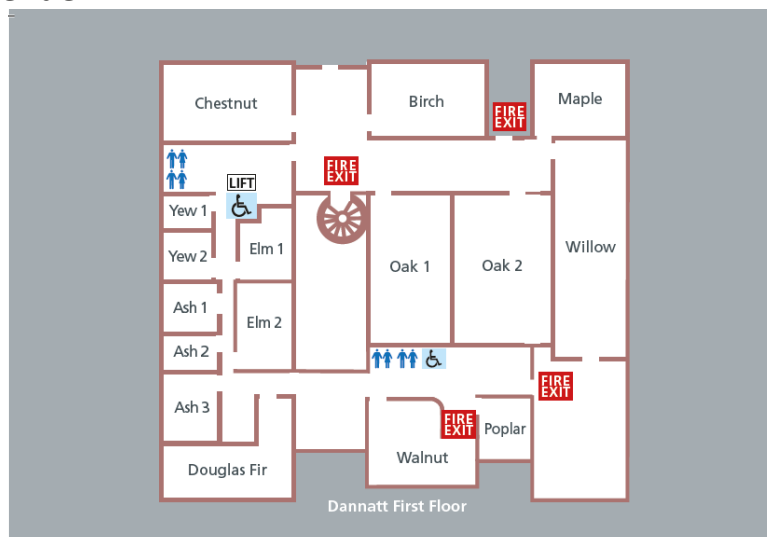 Chestnut
Birch
Maple
FIRE
EXIT
FIRE
EXIT
LIFT
Yew 1
Yew 2
Elm 1
Oak 1
Oak 2
Willow
Ash 1
Elm 2
Ash 2
FIRE
EXIT
Ash 3
FIRE
EXIT
Poplar
Walnut
Douglas Fir
Dannatt First Floor